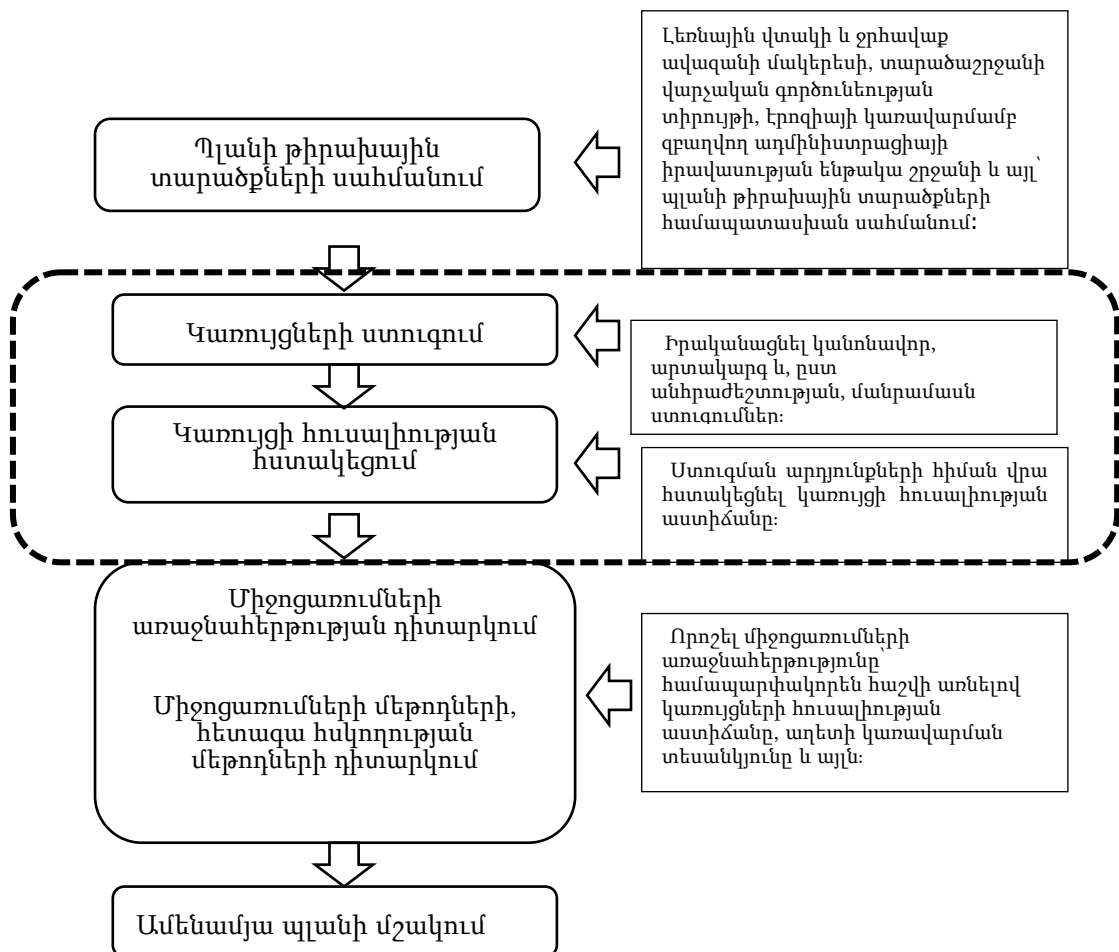 Լեռնային վտակի և ջրհավաք
ավազանի մակերեսի, տարածաշրջանի
վարչական գործունեության
տիրույթի, էրոզիայի կառավարմամբ
զբաղվող ադմինիստրացիայի
իրավասության ենթակա շրջանի և այլ՝
պլանի թիրախային տարածքների
համապատասխան սահմանում:
Պլանի թիրախային
տարածքների սահմանում
Կառույցների ստուգում
Իրականացնել կանոնավոր,
արտակարգ և, ըստ
անհրաժեշտության, մանրամասն
ստուգումներ։
Կառույցի հուսալիության
հստակեցում
Ստուգման արդյունքների հիման վրա
հստակեցնել կառույցի հուսալիության
աստիճանը։
Միջոցառումների
առաջնահերթության դիտարկում
Միջոցառումների մեթոդների,
հետագա հսկողության
մեթոդների դիտարկում
Որոշել միջոցառումների
առաջնահերթությունը՝
համապարփակորեն հաշվի առնելով
կառույցների հուսալիության
աստիճանը, աղետի կառավարման
տեսանկյունը և այլն։
Ամենամյա պլանի մշակում